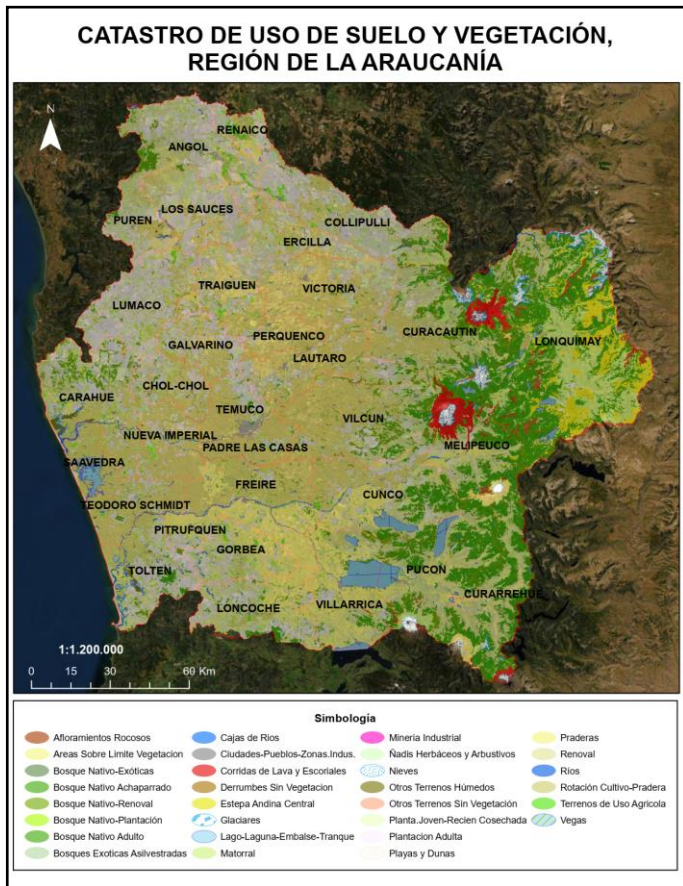 CATASTRO DE USO DE SUELO Y VEGETACIÓN,
REGIÓN DE LA ARAUCANÍA
N
RENAICO
ANGOL
LOS SAUCES
PUREN
COLLIPULLI
ERCILLA
TRAIGUEN
VICTORIA
LUMACO
PERQUENCO
CURACAUTIN
LONQUIMAY
GALVARINO
LAUTARO
CHOL-CHOL
CARAHUE
TEMUCO
VILCUN
NUEVA IMPERIAL
PADRE LAS CASAS
MELIPEUCO
SAAVEDRA
FREIRE
CUNCO
TEODORO SCHMIDT
PITRUFQUEN
GORBEA
TOLTEN
PUCON
CURARREHUE
LONCOCHE
VILLARRICA
1:1.200.000
0 15 30 60 Km
Simbología
Afloramientos Rocosos
Areas Sobre Limite Vegetacion
Bosque Nativo-Exóticas
Bosque Nativo Achaparrado
Bosque Nativo-Renoval
Bosque Nativo-Plantación
Bosque Nativo Adulto
Bosques Exoticas Asilvestradas
Cajas de Rios
Ciudades-Pueblos-Zonas.Indus.
Corridas de Lava y Escoriales
Derrumbes Sin Vegetacion
Estepa Andina Central
Glaciares
Lago-Laguna-Embalse-Tranque
Matorral
Mineria Industrial
Ñadis Herbáceos y Arbustivos
Nieves
Otros Terrenos Húmedos
Otros Terrenos Sin Vegetación
Planta.Joven-Recien Cosechada
Plantacion Adulta
Playas y Dunas
Praderas
Renoval
Ríos
Rotación Cultivo-Pradera
Terrenos de Uso Agricola
Vegas